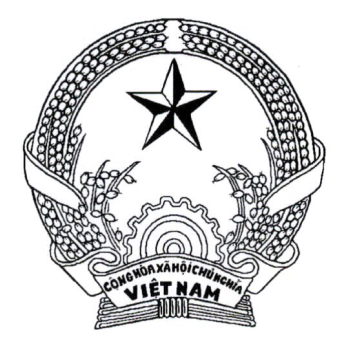 CỘNG HÒA XÃ HỘI CHỦ NGHĨA
VIỆT NAM